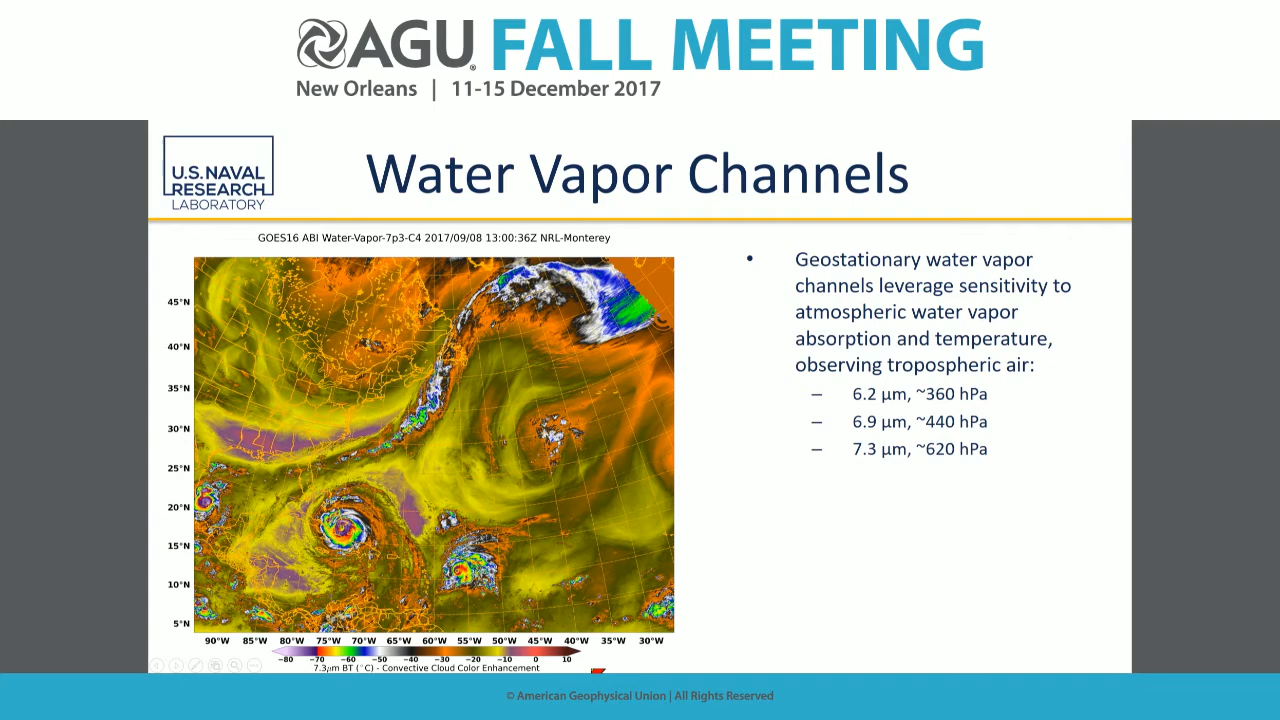 AGU FALL MEETING
New Orleans | 11-15 December 2017
U.S. NAVAL
RESEARCH
LABORATORY
Water Vapor Channels
GOES16 ABI Water-Vapor-7p3-C4 2017/09/08 13:00:36Z NRL-Monterey
45°N
40°N
35°N
30°N
25°N
20°N
15°N
10°N
5°N
90°W 85°W 80°W 75°W 70°W 65°W 60°W 55°W 50°W 45°W 40°W 35°W 30°W
−80 −70 −60 −50 −40 −30 −20 −10 0 10
7.3μm BT (°C) - Convective Cloud Color Enhancement
• Geostationary water vapor
channels leverage sensitivity to
atmospheric water vapor
absorption and temperature,
observing tropospheric air:
– 6.2 µm, ~360 hPa
– 6.9 µm, ~440 hPa
– 7.3 µm, ~620 hPa
© American Geophysical Union | All Rights Reserved